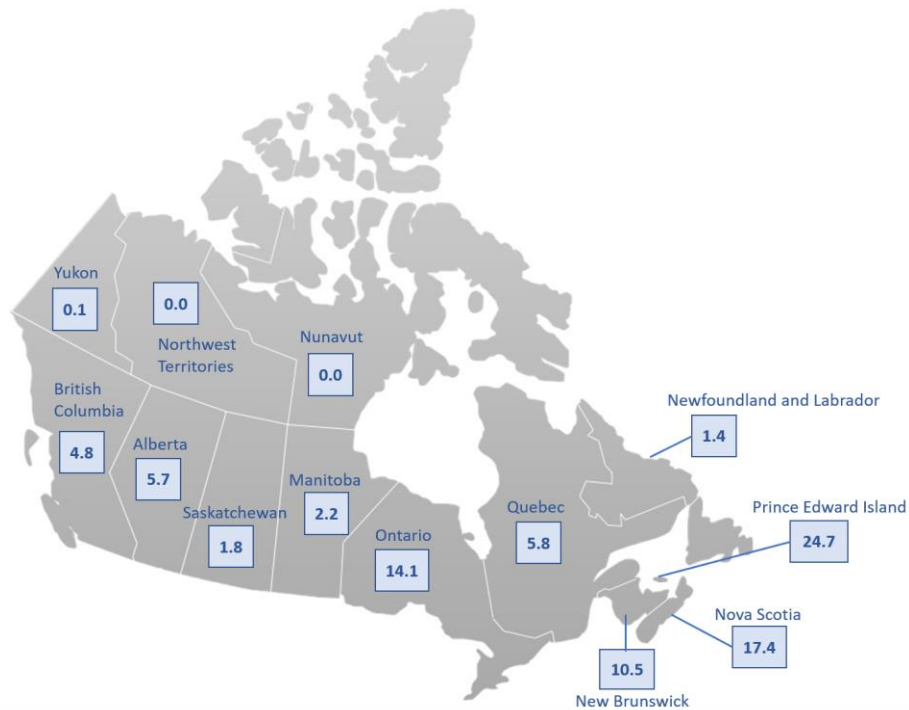 Yukon
0.1
0.0
Northwest
Territories
Nunavut
0.0
British
Columbia
4.8
Alberta
5.7
Saskatchewan
1.8
Manitoba
2.2
Ontario
14.1
Quebec
5.8
Newfoundland and Labrador
1.4
Prince Edward Island
24.7
Nova Scotia
17.4
10.5
New Brunswick